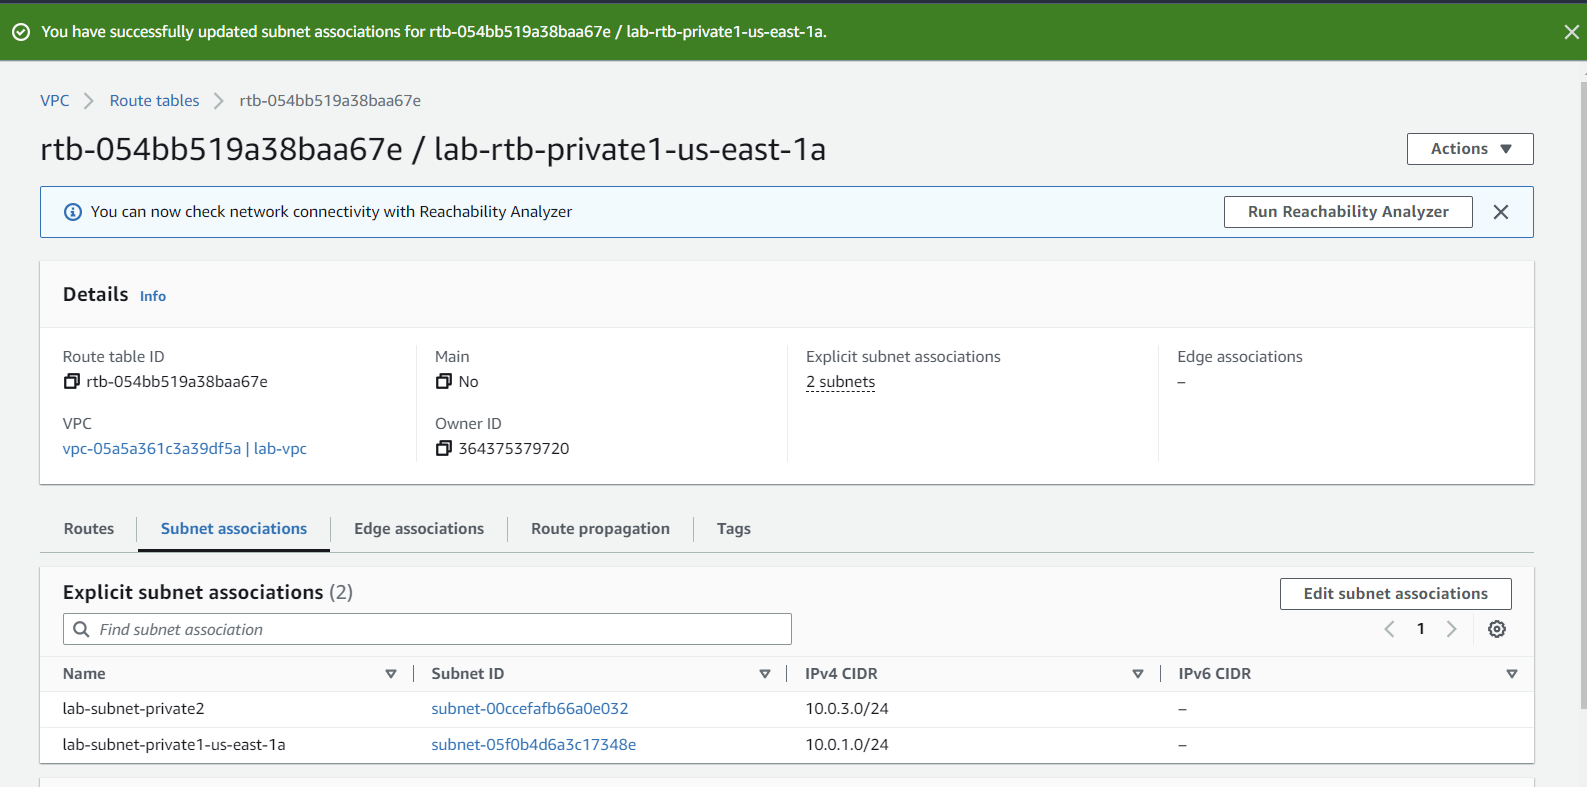 You have successfully updated subnet associations for rtb-054bb519a38baa67e / lab-rtb-private1-us-east-1a.
VPC > Route tables > rtb-054bb519a38baa67e
rtb-054bb519a38baa67e / lab-rtb-private1-us-east-1a
Actions
You can now check network connectivity with Reachability Analyzer
Run Reachability Analyzer
Details Info
Route table ID
rtb-054bb519a38baa67e
Main
No
Explicit subnet associations
2 subnets
Edge associations
–
VPC
vpc-05a5a361c3a39df5a | lab-vpc
Owner ID
364375379720
Routes Subnet associations Edge associations Route propagation Tags
Explicit subnet associations (2)
Edit subnet associations
Find subnet association
1
Name Subnet ID IPv4 CIDR IPv6 CIDR
lab-subnet-private2 subnet-00ccefafb66a0e032 10.0.3.0/24 –
lab-subnet-private1-us-east-1a subnet-05f0b4d6a3c17348e 10.0.1.0/24 –